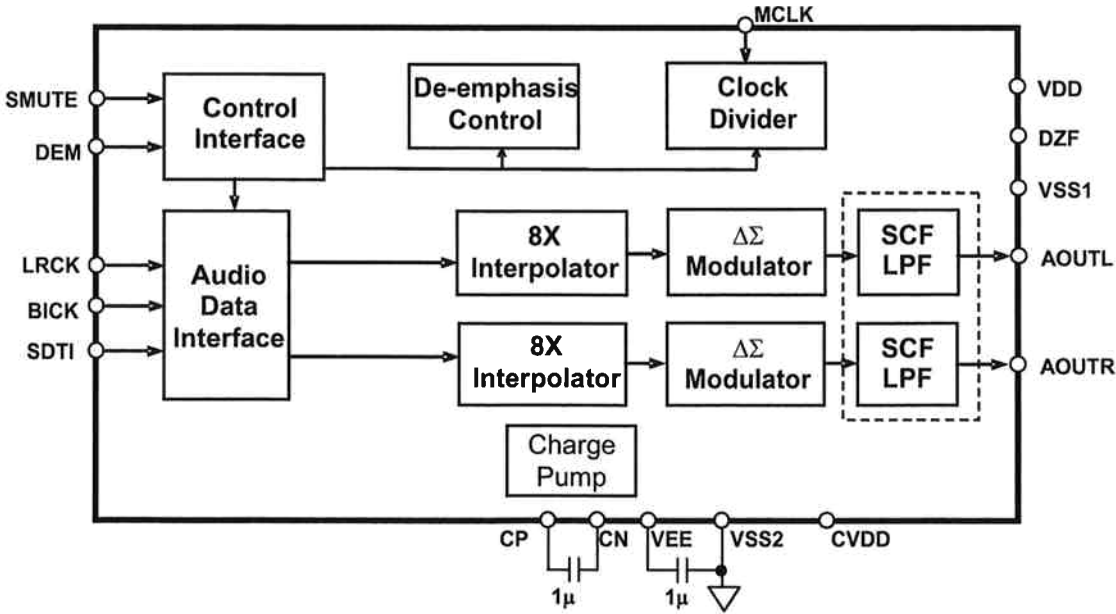 MCLK
SMUTE
DEM
Control
Interface
De-emphasis
Control
Clock
Divider
VDD
DZF
VSS1
LRCK
BICK
SDTI
Audio
Data
Interface
8X
Interpolator
ΔΣ
Modulator
SCF
LPF
AOUTL
8X
Interpolator
ΔΣ
Modulator
SCF
LPF
AOUTR
Charge
Pump
CP
CN
VEE
VSS2
CVDD
1μ
1μ